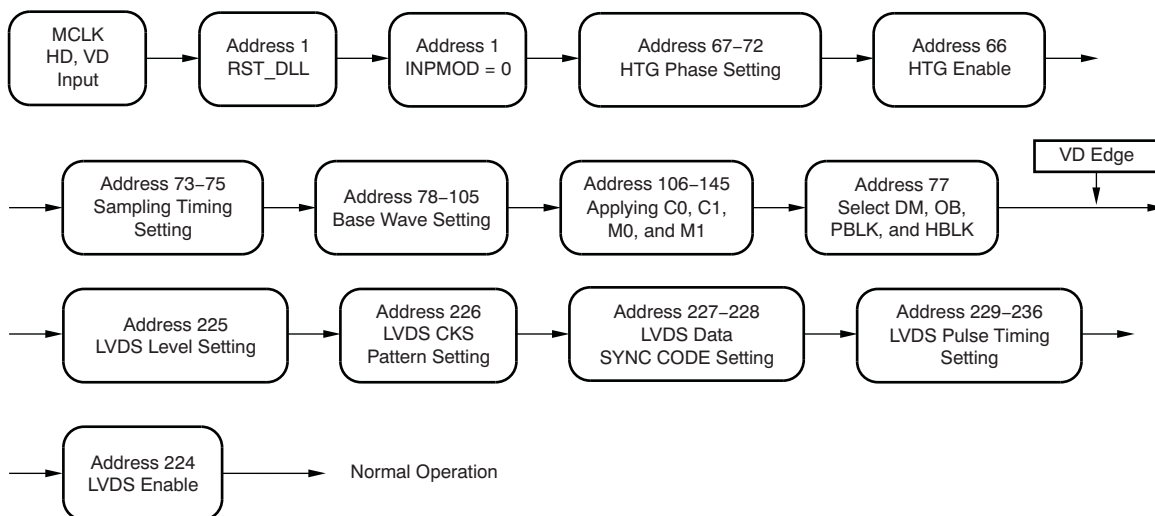 MCLK
HD, VD
Input
Address 1
RST_DLL
Address 1
INPMOD = 0
Address 67–72
HTG Phase Setting
Address 66
HTG Enable
Address 73–75
Sampling Timing
Setting
Address 78–105
Base Wave Setting
Address 106–145
Applying C0, C1,
M0, and M1
Address 77
Select DM, OB,
PBLK, and HBLK
VD Edge
Address 225
LVDS Level Setting
Address 226
LVDS CKS
Pattern Setting
Address 227–228
LVDS Data
SYNC CODE Setting
Address 229–236
LVDS Pulse Timing
Setting
Address 224
LVDS Enable
Normal Operation